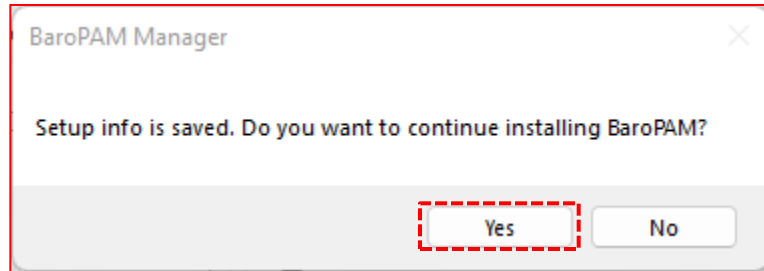 BaroPAM Manager
Setup info is saved. Do you want to continue installing BaroPAM?
Yes
No